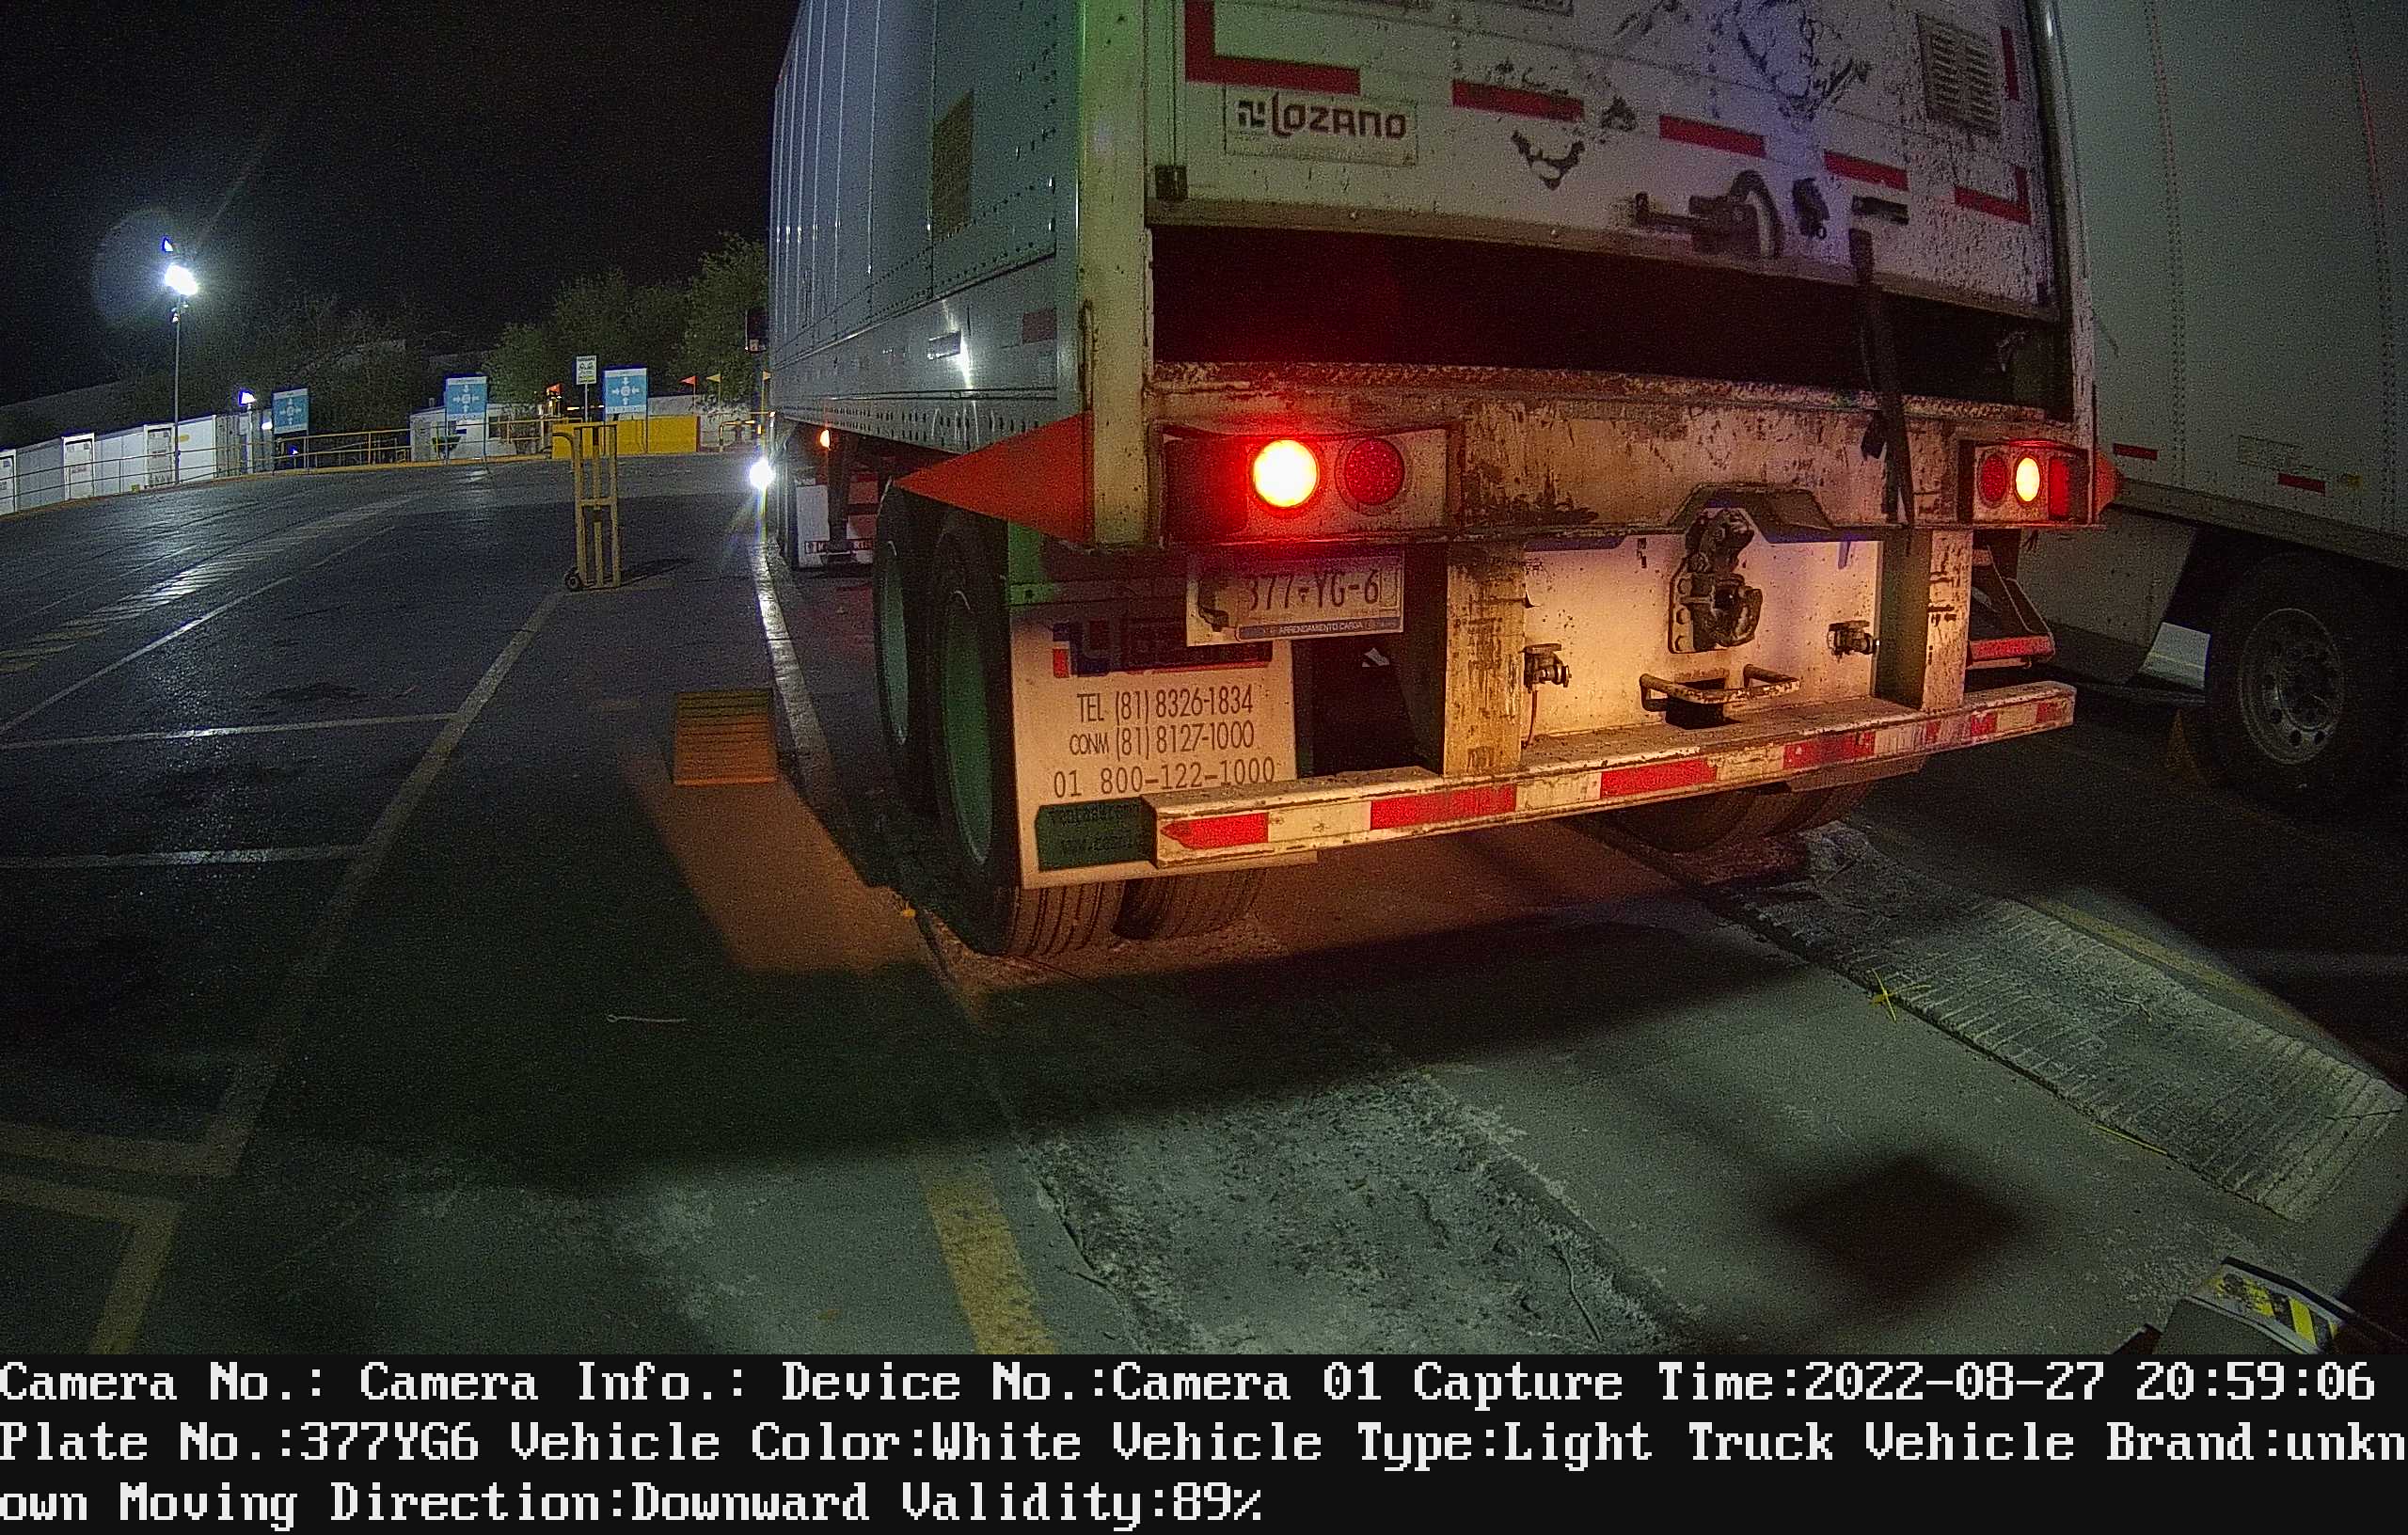 LOZANO
377-YG-6
ARRENDAMIENTO CARGA
TEL (81) 8326-1834
CONM (81) 8127-1000
01 800-122-1000
Camera No.: Camera Info.: Device No.:Camera 01 Capture Time:2022-08-27 20:59:06
Plate No.:377YG6 Vehicle Color:White Vehicle Type:Light Truck Vehicle Brand:unkn
own Moving Direction:Downward Validity:89%